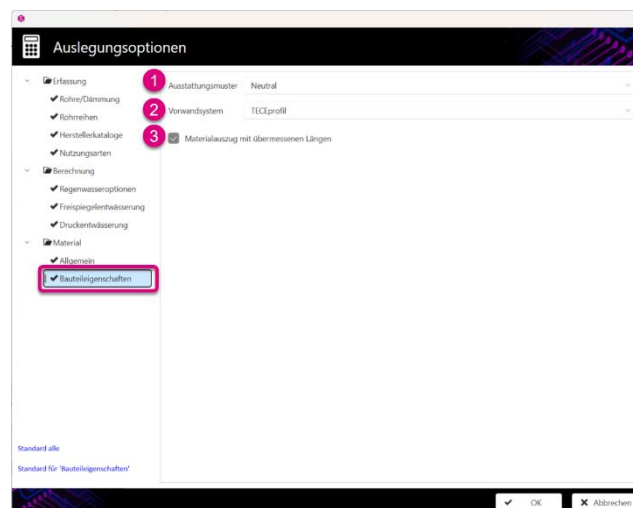 Auslegungsoptionen
Erfassung
Rohre/Dämmung
Rohrreihen
Herstellerkataloge
Nutzungsarten
Berechnung
Regenwasseroptionen
Freispiegelentwässerung
Druckentwässerung
Material
Allgemein
Bauteileigenschaften
1 Ausstattungsmuster Neutral
2 Vorwandsystem TECEprofil
3 Materialauszug mit übermessenen Längen
Standard alle
Standard für 'Bauteileigenschaften'
OK Abbrechen